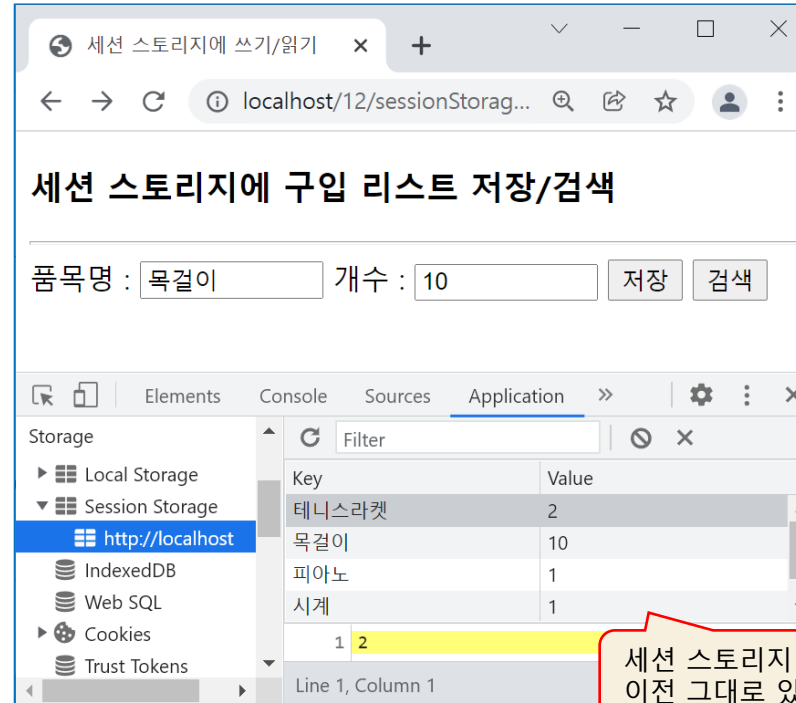 세션 스토리지에 쓰기/읽기
localhost/12/sessionStorag...
세션 스토리지에 구입 리스트 저장/검색
품목명 : 목걸이 개수 : 10 저장 검색
Elements Console Sources Application
Storage
Filter
Local Storage
Session Storage
http://localhost
IndexedDB
Web SQL
Cookies
Trust Tokens
Key Value
테니스라켓 2
목걸이 10
피아노 1
시계 1
1 2
Line 1, Column 1
세션 스토리지
이전 그대로 있